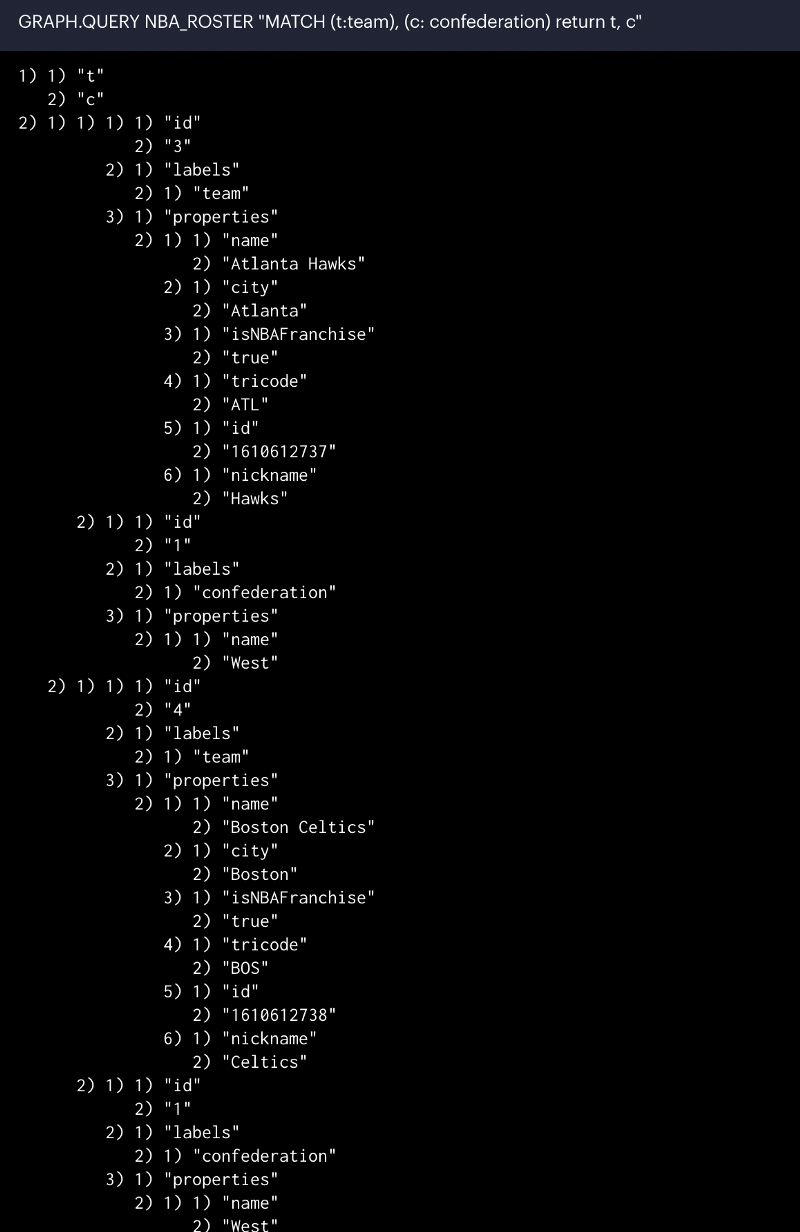 GRAPH.QUERY NBA_ROSTER "MATCH (t:team), (c: confederation) return t, c"
1) 1) "t"
   2) "c"
2) 1) 1) 1) 1) "id"
            2) "3"
         2) 1) "labels"
            2) 1) "team"
         3) 1) "properties"
            2) 1) 1) "name"
                  2) "Atlanta Hawks"
               2) 1) "city"
                  2) "Atlanta"
               3) 1) "isNBAFranchise"
                  2) "true"
               4) 1) "tricode"
                  2) "ATL"
               5) 1) "id"
                  2) "1610612737"
               6) 1) "nickname"
                  2) "Hawks"
      2) 1) 1) "id"
            2) "1"
         2) 1) "labels"
            2) 1) "confederation"
         3) 1) "properties"
            2) 1) 1) "name"
                  2) "West"
   2) 1) 1) 1) "id"
            2) "4"
         2) 1) "labels"
            2) 1) "team"
         3) 1) "properties"
            2) 1) 1) "name"
                  2) "Boston Celtics"
               2) 1) "city"
                  2) "Boston"
               3) 1) "isNBAFranchise"
                  2) "true"
               4) 1) "tricode"
                  2) "BOS"
               5) 1) "id"
                  2) "1610612738"
               6) 1) "nickname"
                  2) "Celtics"
      2) 1) 1) "id"
            2) "1"
         2) 1) "labels"
            2) 1) "confederation"
         3) 1) "properties"
            2) 1) 1) "name"
                  2) "West"